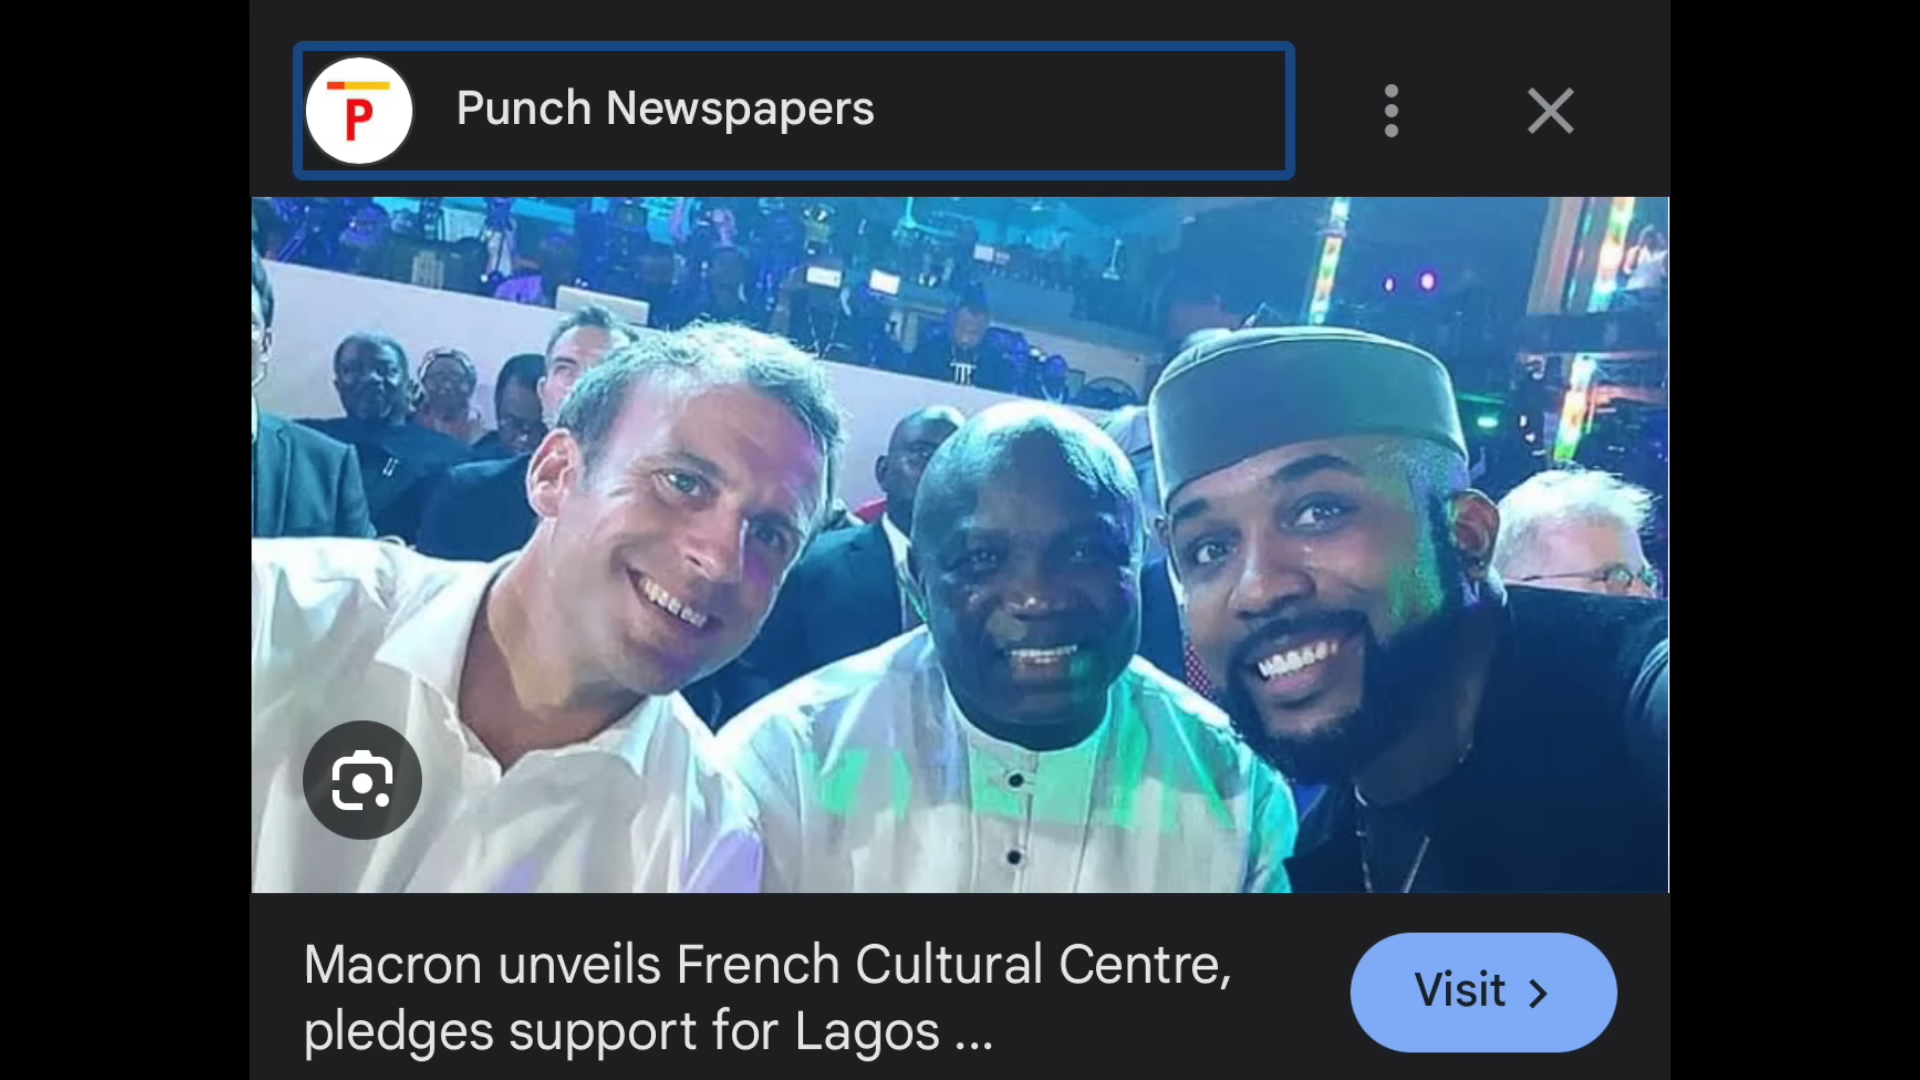 P
Punch Newspapers
Macron unveils French Cultural Centre,
pledges support for Lagos ...
Visit